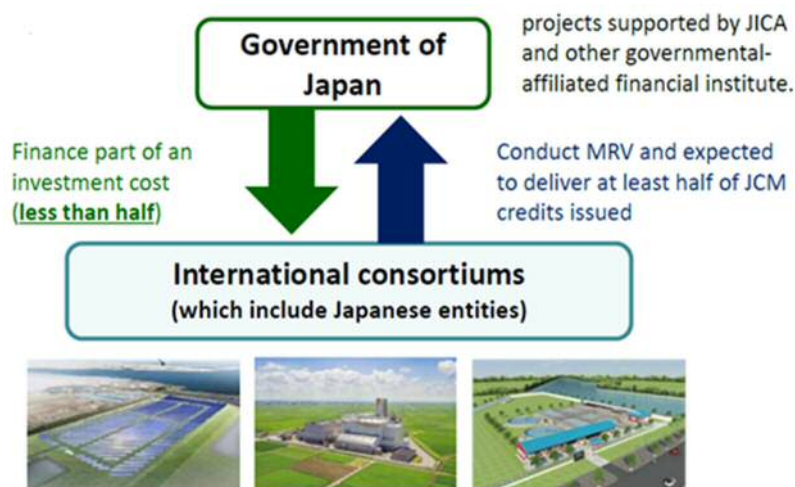 Government of
Japan
projects supported by JICA
and other governmental-
affiliated financial institute.
Finance part of an
investment cost
(less than half)
Conduct MRV and expected
to deliver at least half of JCM
credits issued
International consortiums
(which include Japanese entities)